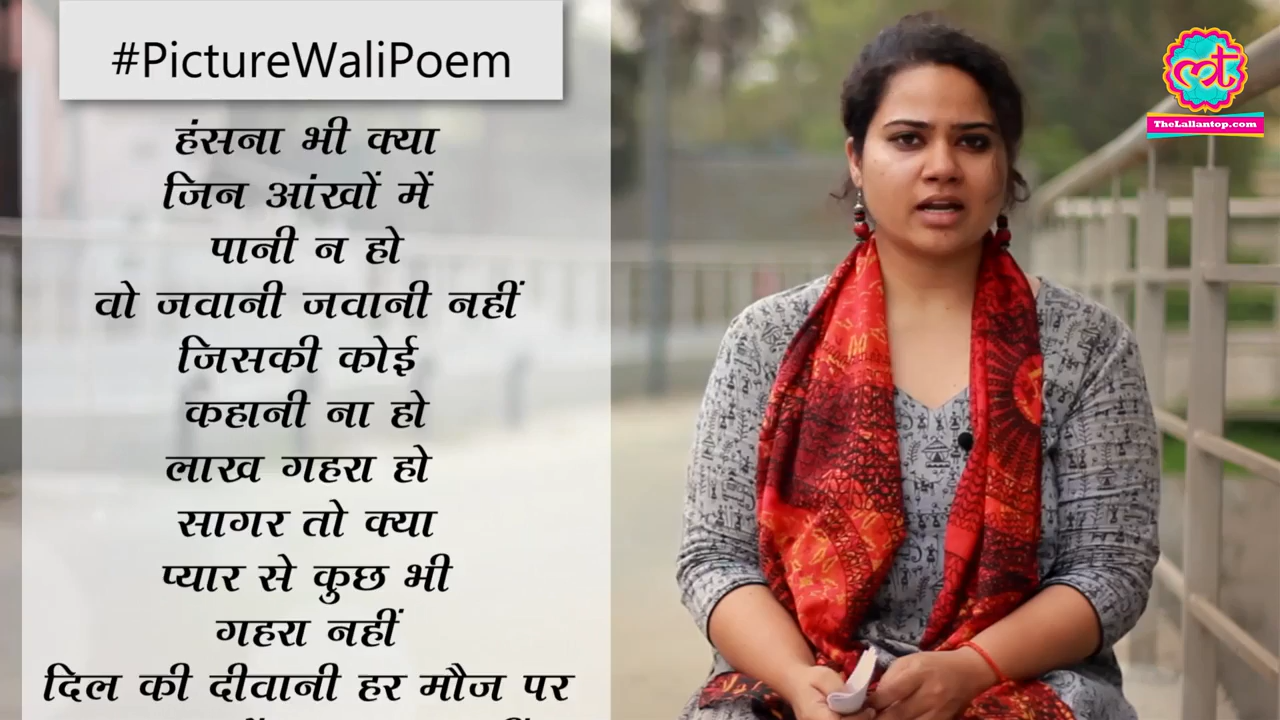 #PictureWaliPoem
हंसना भी क्या
जिन आंखों में
पानी न हो
वो जवानी जवानी नहीं
जिसकी कोई
कहानी ना हो
लाख गहरा हो
सागर तो क्या
प्यार से कुछ भी
गहरा नहीं
दिल की दीवानी हर मौज पर
TheLallantop.com